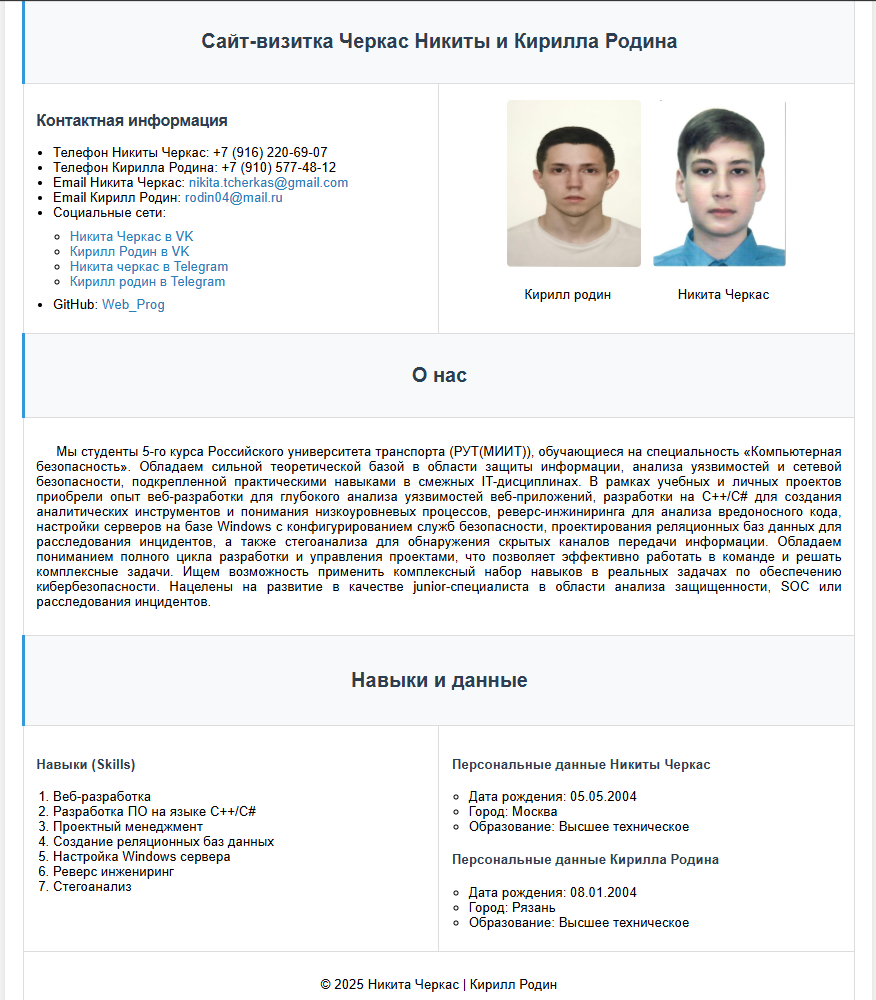 Сайт-визитка Черкас Никиты и Кирилла Родина
Контактная информация
Телефон Никиты Черкас: +7 (916) 220-69-07
Телефон Кирилла Родина: +7 (910) 577-48-12
Email Никита Черкас: nikita.tcherkas@gmail.com
Email Кирилл Родин: rodin04@mail.ru
Социальные сети:
Никита Черкас в VK
Кирилл Родин в VK
Никита черкас в Telegram
Кирилл родин в Telegram
GitHub: Web_Prog
Кирилл родин
Никита Черкас
О нас
Мы студенты 5-го курса Российского университета транспорта (РУТ(МИИТ)), обучающиеся на специальность «Компьютерная
безопасность». Обладаем сильной теоретической базой в области защиты информации, анализа уязвимостей и сетевой
безопасности, подкрепленной практическими навыками в смежных IT-дисциплинах. В рамках учебных и личных проектов
приобрели опыт веб-разработки для глубокого анализа уязвимостей веб-приложений, разработки на C++/C# для создания
аналитических инструментов и понимания низкоуровневых процессов, реверс-инжиниринга для анализа вредоносного кода,
настройки серверов на базе Windows с конфигурированием служб безопасности, проектирования реляционных баз данных для
расследования инцидентов, а также стегоанализа для обнаружения скрытых каналов передачи информации. Обладаем
пониманием полного цикла разработки и управления проектами, что позволяет эффективно работать в команде и решать
комплексные задачи. Ищем возможность применить комплексный набор навыков в реальных задачах по обеспечению
кибербезопасности. Нацелены на развитие в качестве junior-специалиста в области анализа защищенности, SOC или
расследования инцидентов.
Навыки и данные
Навыки (Skills)
1. Веб-разработка
2. Разработка ПО на языке C++/C#
3. Проектный менеджмент
4. Создание реляционных баз данных
5. Настройка Windows сервера
6. Реверс инжениринг
7. Стегоанализ
Персональные данные Никиты Черкас
Дата рождения: 05.05.2004
Город: Москва
Образование: Высшее техническое
Персональные данные Кирилла Родина
Дата рождения: 08.01.2004
Город: Рязань
Образование: Высшее техническое
© 2025 Никита Черкас | Кирилл Родин